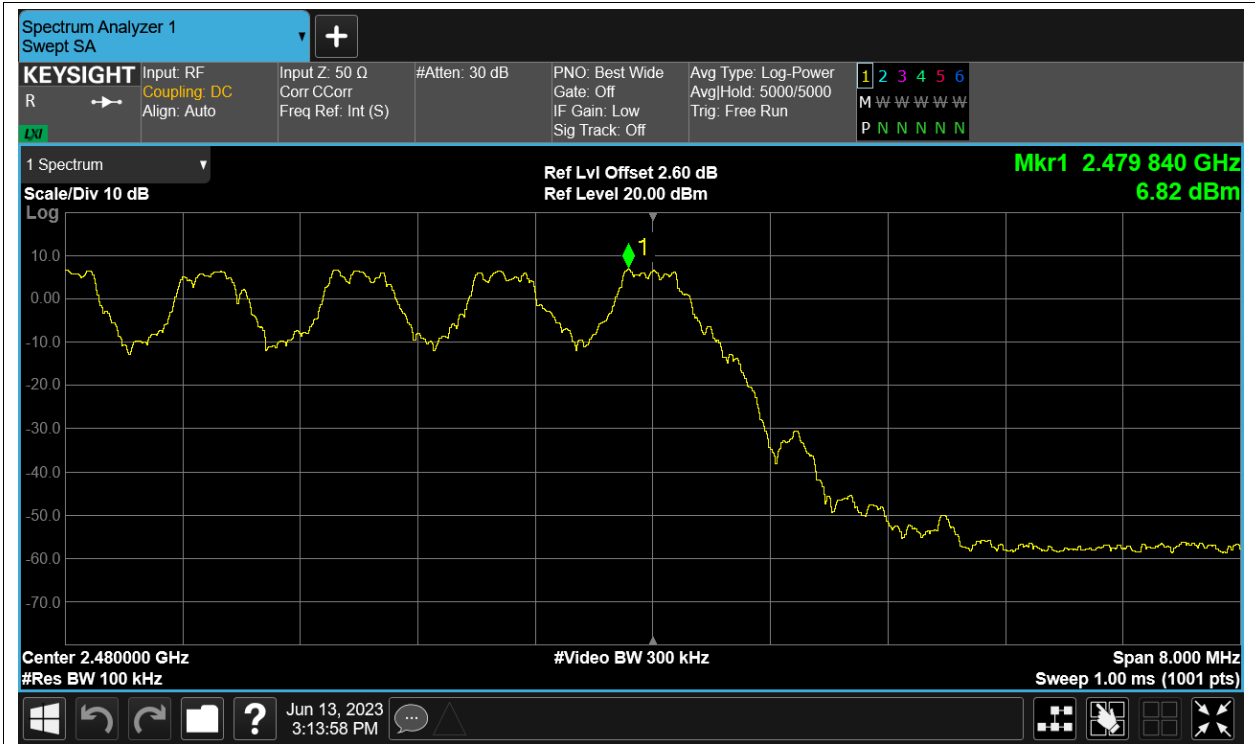 Spectrum Analyzer 1
Swept SA
KEYSIGHT
R
LXI
Input: RF
Coupling: DC
Align: Auto
Input Z: 50 Ω
Corr CCorr
Freq Ref: Int (S)
#Atten: 30 dB
PNO: Best Wide
Gate: Off
IF Gain: Low
Sig Track: Off
Avg Type: Log-Power
Avg|Hold: 5000/5000
Trig: Free Run
1 2 3 4 5 6
M W W W W W
P N N N N N
1 Spectrum
Scale/Div 10 dB
Log
Ref Lvl Offset 2.60 dB
Ref Level 20.00 dBm
Mkr1 2.479 840 GHz
6.82 dBm
1
10.0
0.00
-10.0
-20.0
-30.0
-40.0
-50.0
-60.0
-70.0
Center 2.480000 GHz
#Res BW 100 kHz
#Video BW 300 kHz
Span 8.000 MHz
Sweep 1.00 ms (1001 pts)
?
Jun 13, 2023
3:13:58 PM